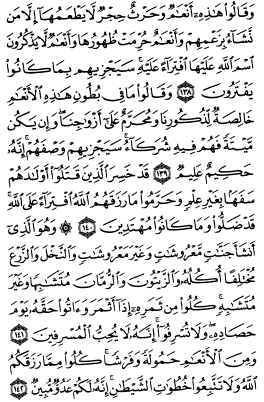 وَقَالُوا۟ هَٰذِهِۦٓ أَنْعَٰمٌ وَحَرْثٌ حِجْرٌ لَّا يَطْعَمُهَآ إِلَّا مَن
نَّشَآءُ بِزَعْمِهِمْ وَأَنْعَٰمٌ حُرِّمَتْ ظُهُورُهَا وَأَنْعَٰمٌ لَّا يَذْكُرُونَ
ٱسْمَ ٱللَّهِ عَلَيْهَا ٱفْتِرَآءً عَلَيْهِ ۚ سَيَجْزِيهِم بِمَا كَانُوا۟
يَفْتَرُونَ ١٣٨ وَقَالُوا۟ مَا فِى بُطُونِ هَٰذِهِ ٱلْأَنْعَٰمِ
خَالِصَةٌ لِّذُكُورِنَا وَمُحَرَّمٌ عَلَىٰٓ أَزْوَٰجِنَا ۖ وَإِن يَكُن
مَّيْتَةً فَهُمْ فِيهِ شُرَكَآءُ ۚ سَيَجْزِيهِمْ وَصْفَهُمْ ۚ إِنَّهُۥ
حَكِيمٌ عَلِيمٌ ١٣٩ قَدْ خَسِرَ ٱلَّذِينَ قَتَلُوٓا۟ أَوْلَٰدَهُمْ
سَفَهًۢا بِغَيْرِ عِلْمٍ وَحَرَّمُوا۟ مَا رَزَقَهُمُ ٱللَّهُ ٱفْتِرَآءً عَلَى ٱللَّهِ ۚ
قَدْ ضَلُّوا۟ وَمَا كَانُوا۟ مُهْتَدِينَ ١٤٠ ۞ وَهُوَ ٱلَّذِىٓ
أَنشَأَ جَنَّٰتٍ مَّعْرُوشَٰتٍ وَغَيْرَ مَعْرُوشَٰتٍ وَٱلنَّخْلَ وَٱلزَّرْعَ
مُخْتَلِفًا أُكُلُهُۥ وَٱلزَّيْتُونَ وَٱلرُّمَّانَ مُتَشَٰبِهًا وَغَيْرَ
مُتَشَٰبِهٍ ۚ كُلُوا۟ مِن ثَمَرِهِۦٓ إِذَآ أَثْمَرَ وَءَاتُوا۟ حَقَّهُۥ يَوْمَ
حَصَادِهِۦ ۖ وَلَا تُسْرِفُوٓا۟ ۚ إِنَّهُۥ لَا يُحِبُّ ٱلْمُسْرِفِينَ ١٤١
وَمِنَ ٱلْأَنْعَٰمِ حَمُولَةً وَفَرْشًا ۚ كُلُوا۟ مِمَّا رَزَقَكُمُ
ٱللَّهُ وَلَا تَتَّبِعُوا۟ خُطُوَٰتِ ٱلشَّيْطَٰنِ ۚ إِنَّهُۥ لَكُمْ عَدُوٌّ مُّبِينٌ ١٤٢